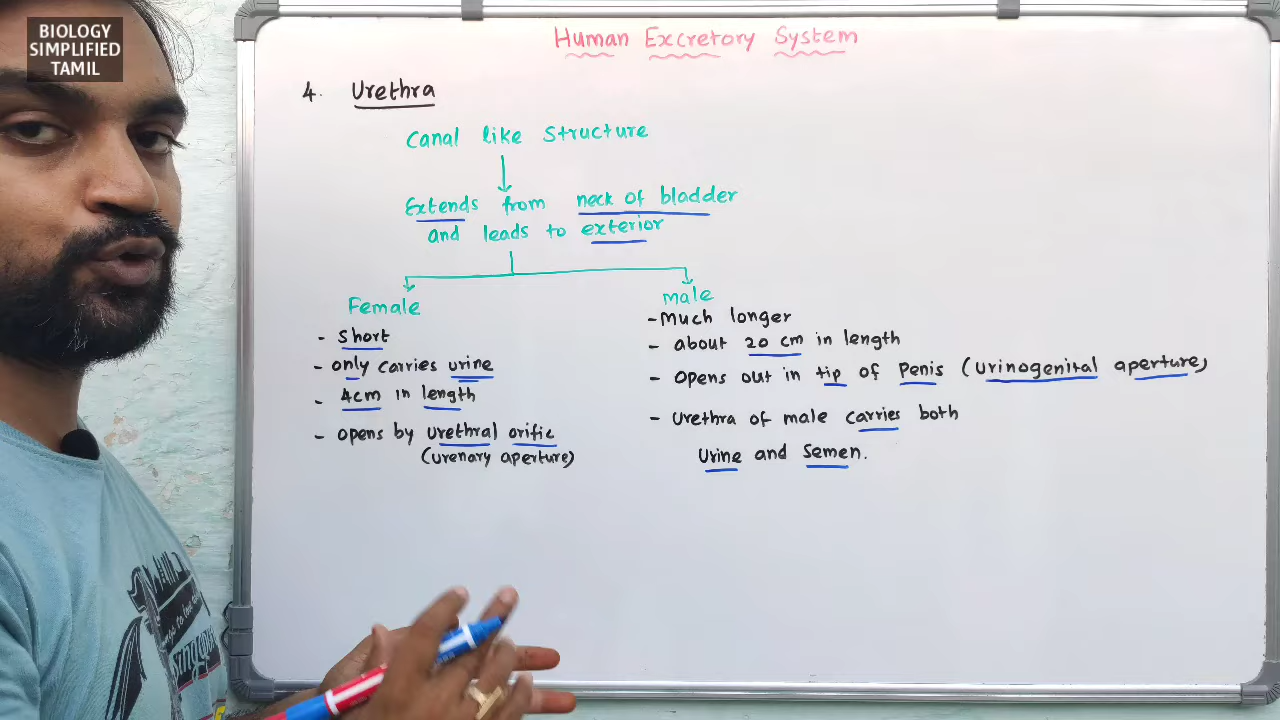 BIOLOGY
SIMPLIFIED
TAMIL
Human Excretory System
4. Urethra
Canal like structure
Extends from neck of bladder
and leads to exterior
Female
- Short
- only carries urine
- 4cm in length
- opens by urethral orific
(urenary aperture)
male
- Much longer
- about 20 cm in length
- Opens out in tip of Penis (urinogenital aperture)
- Urethra of male carries both
Urine and Semen.